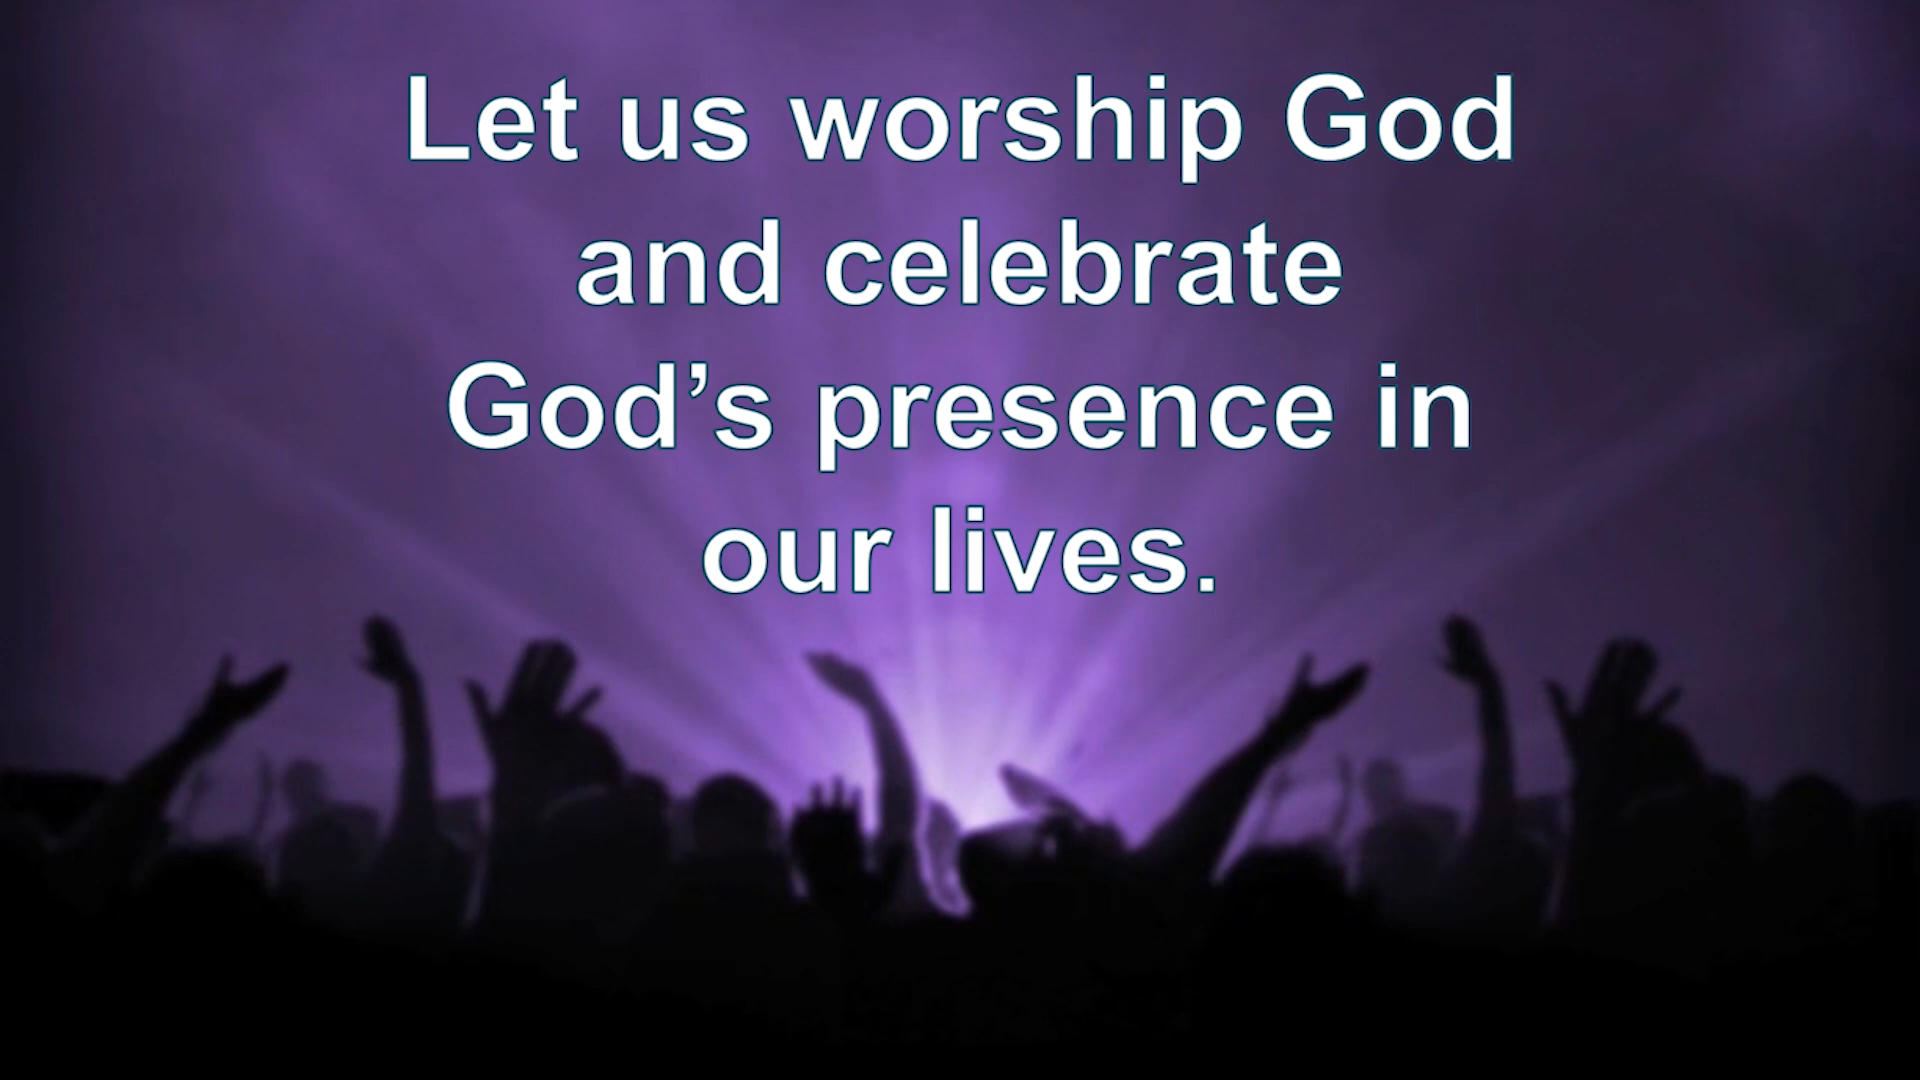 Let us worship God
and celebrate
God’s presence in
our lives.